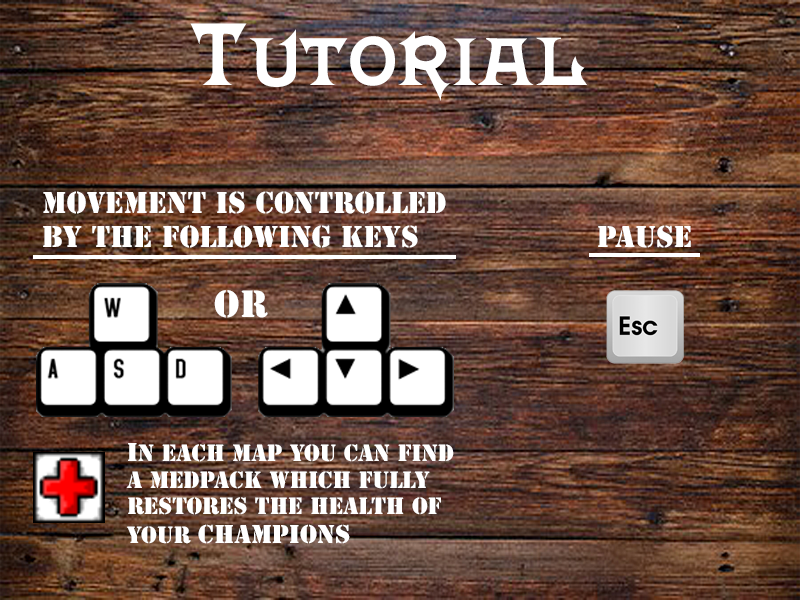 Tutorial
MOVEMENT IS CONTROLLED
BY THE FOLLOWING KEYS
PAUSE
W
OR
A S D
Esc
IN EACH MAP YOU CAN FIND
A MEDPACK WHICH FULLY
RESTORES THE HEALTH OF
YOUR CHAMPIONS